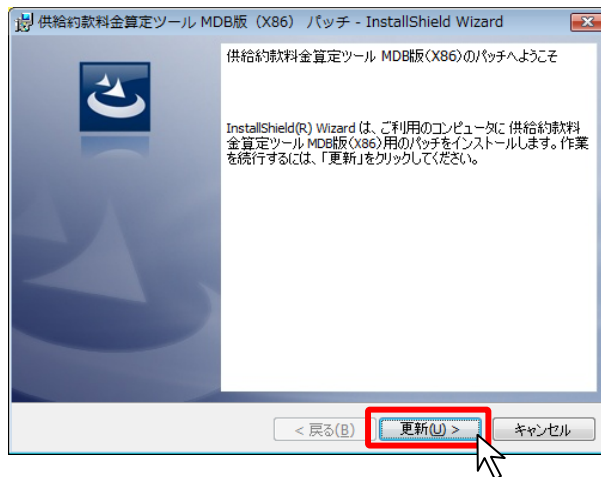 供給約款料金算定ツール MDB版（X86） パッチ - InstallShield Wizard
供給約款料金算定ツール MDB版(X86)のパッチへようこそ
InstallShield(R) Wizard は、ご利用のコンピュータに 供給約款料
金算定ツール MDB版(X86)用のパッチをインストールします。作業
を続行するには、「更新」をクリックしてください。
< 戻る(B)
更新(U) >
キャンセル